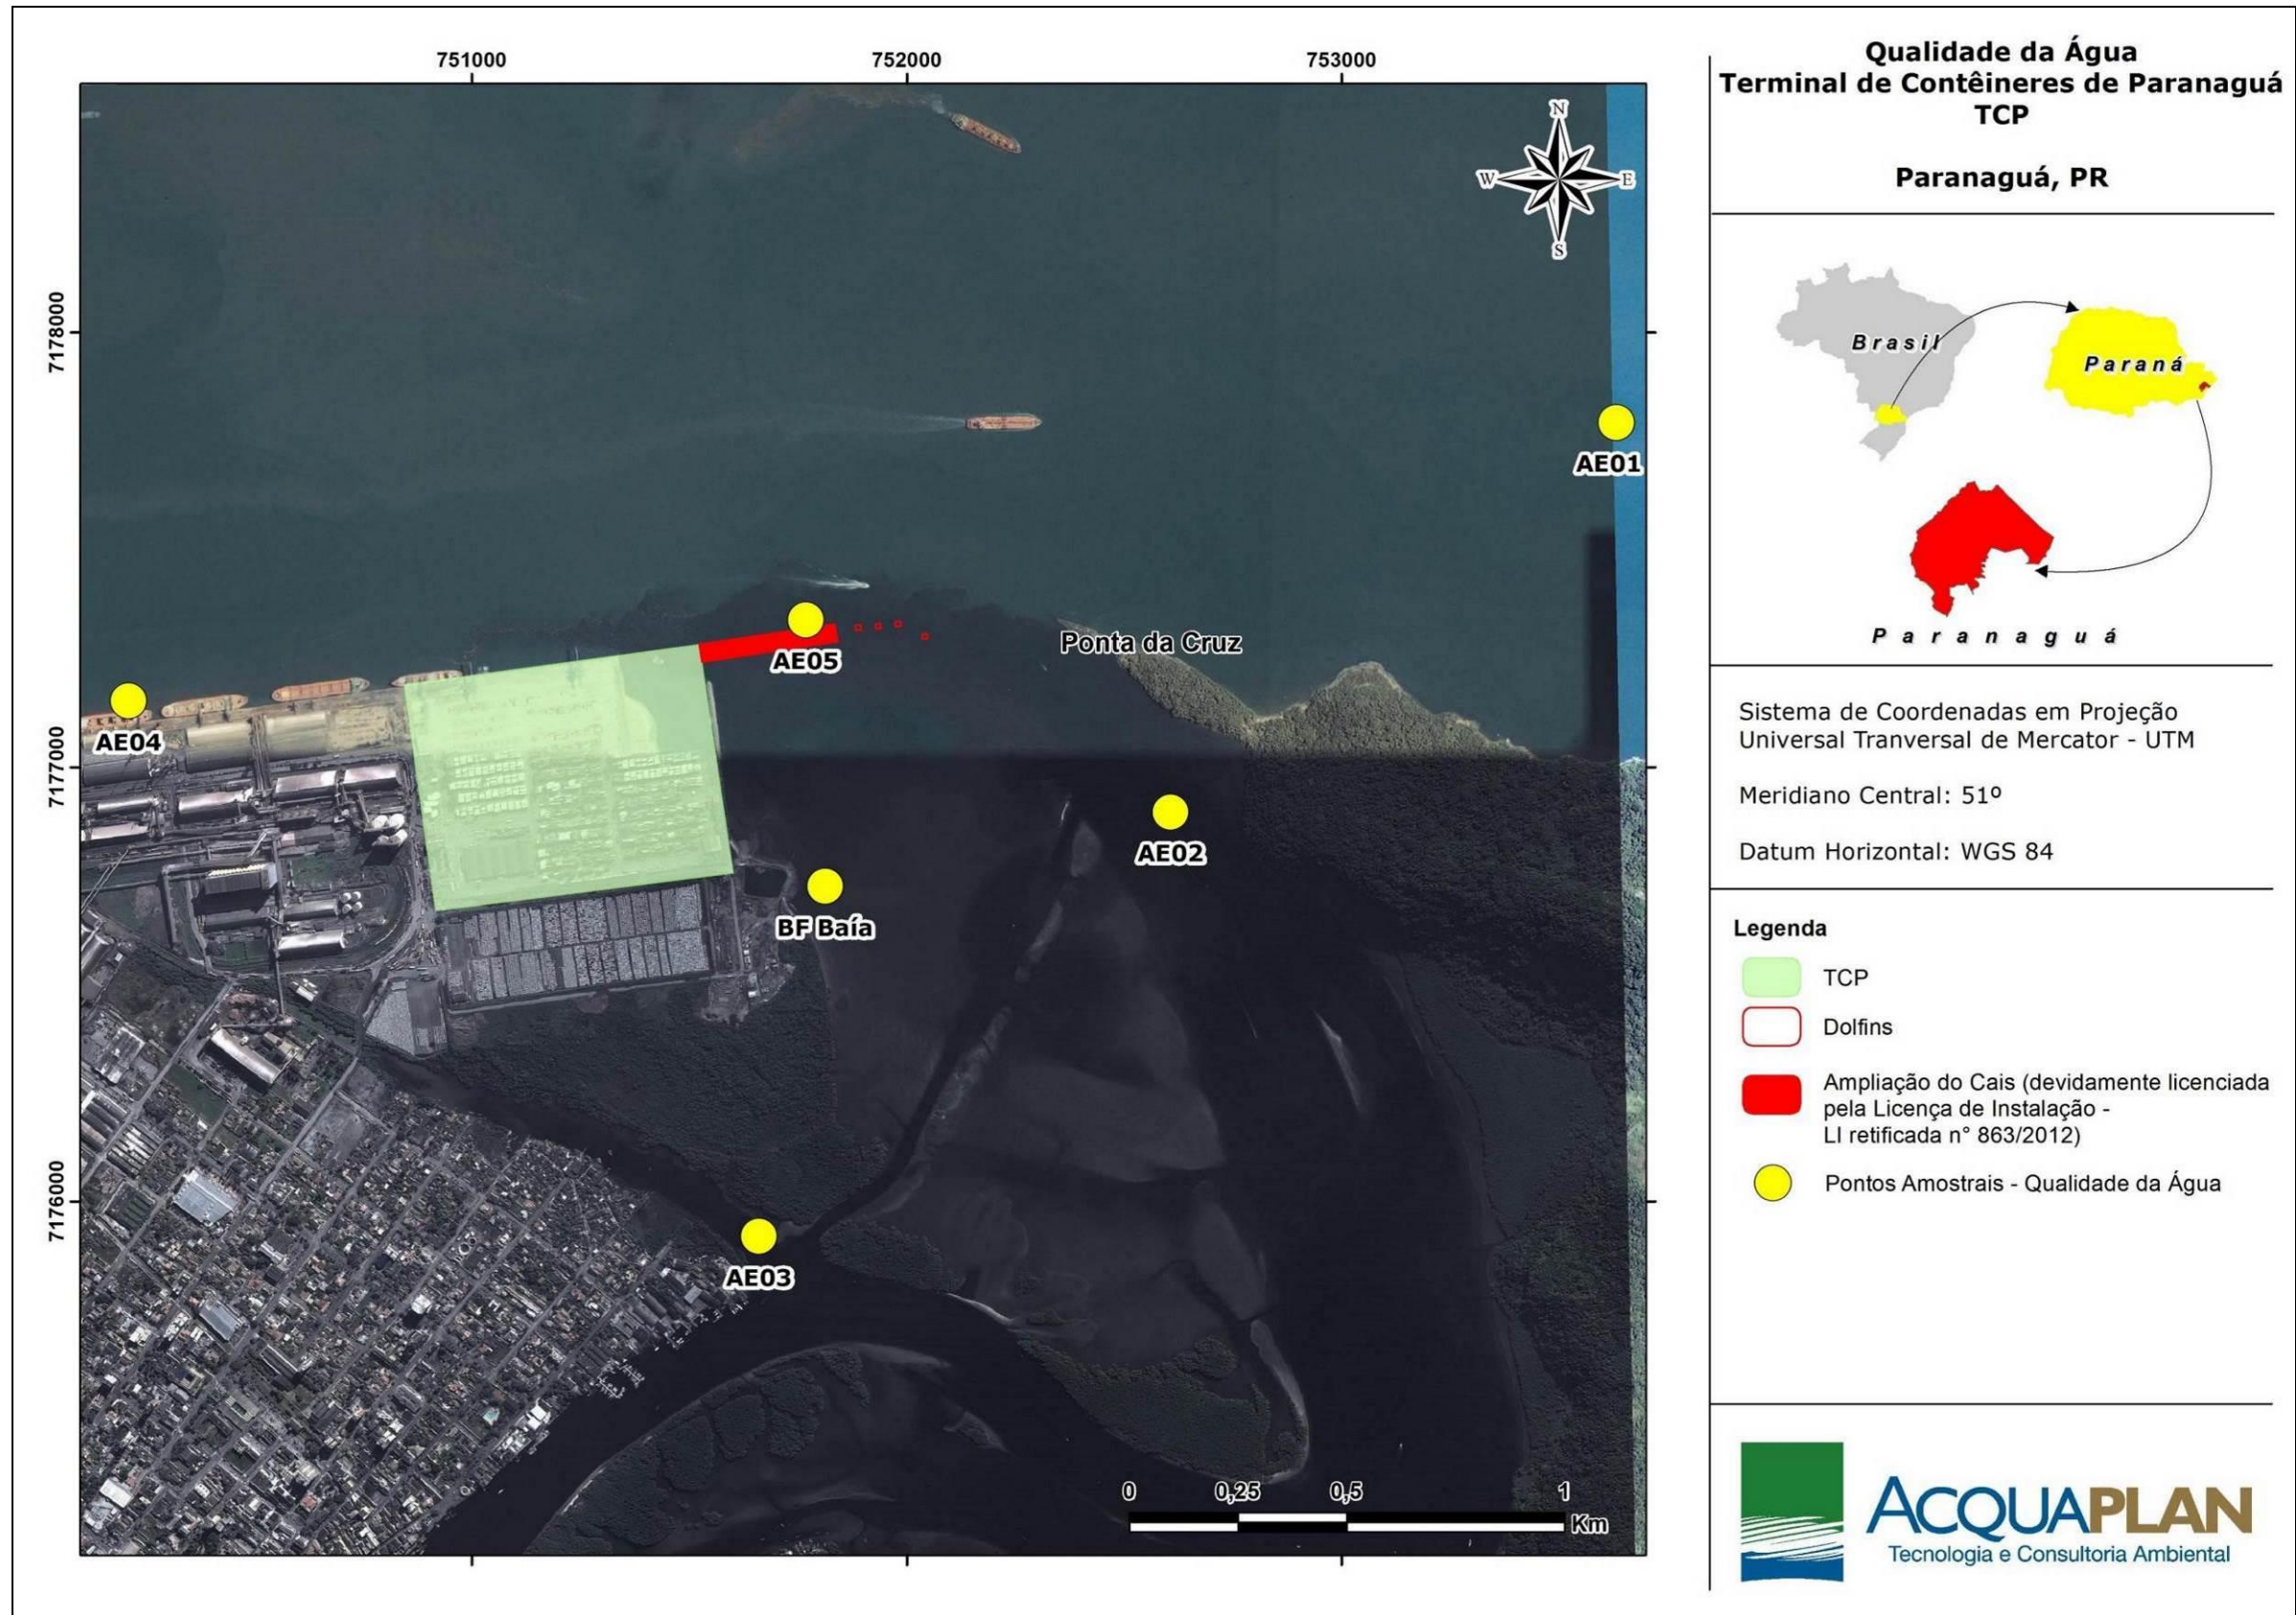 751000
752000
753000
7178000
7177000
7176000
N
W
E
S
AE01
Ponta da Cruz
AE05
AE04
AE02
BF Baía
AE03
0
0,25
0,5
1
Km
Qualidade da Água
Terminal de Contêineres de Paranaguá
TCP
Paranaguá, PR
Brasil
Paraná
Paranaguá
Sistema de Coordenadas em Projeção
Universal Tranversal de Mercator - UTM
Meridiano Central: 51º
Datum Horizontal: WGS 84
Legenda
TCP
Dolfins
Ampliação do Cais (devidamente licenciada
pela Licença de Instalação -
LI retificada n° 863/2012)
Pontos Amostrais - Qualidade da Água
ACQUAPLAN
Tecnologia e Consultoria Ambiental